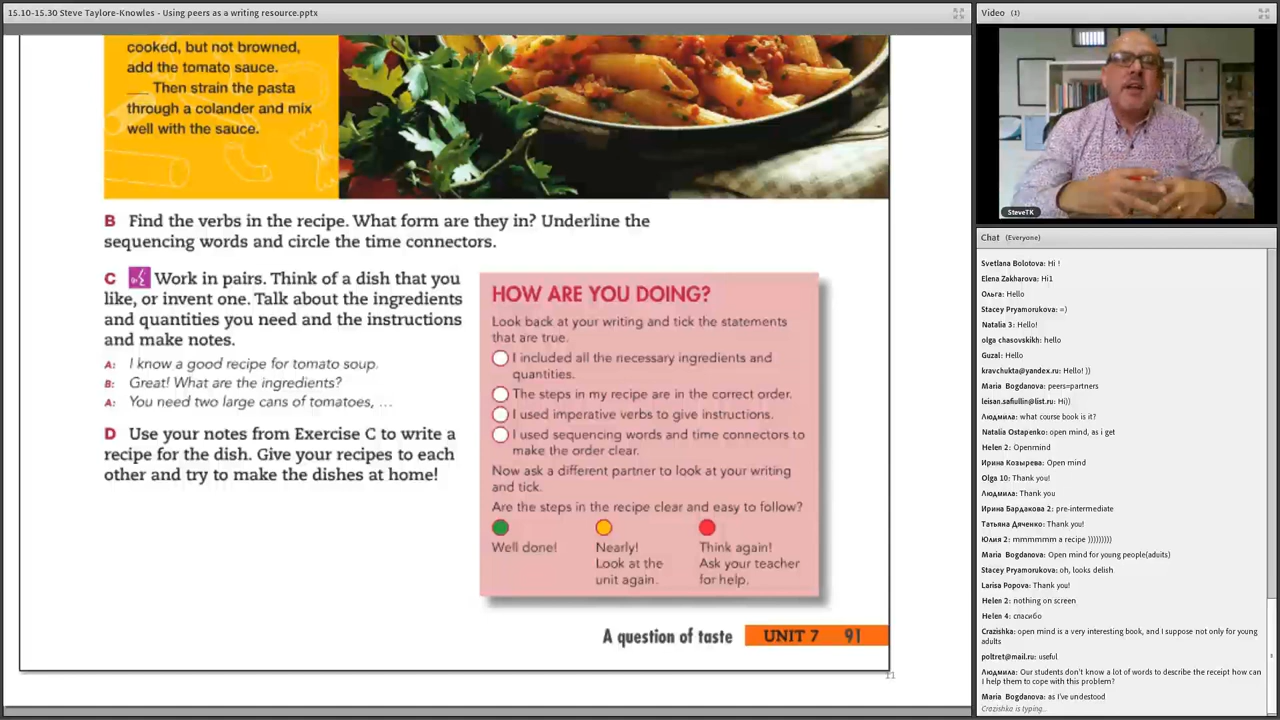 15.10-15.30 Steve Taylore-Knowles - Using peers as a writing resource.pptx
cooked, but not browned,
add the tomato sauce.
___ Then strain the pasta
through a colander and mix
well with the sauce.
B Find the verbs in the recipe. What form are they in? Underline the
sequencing words and circle the time connectors.
C Work in pairs. Think of a dish that you
like, or invent one. Talk about the ingredients
and quantities you need and the instructions
and make notes.
A: I know a good recipe for tomato soup.
B: Great! What are the ingredients?
A: You need two large cans of tomatoes, …
D Use your notes from Exercise C to write a
recipe for the dish. Give your recipes to each
other and try to make the dishes at home!
HOW ARE YOU DOING?
Look back at your writing and tick the statements
that are true.
I included all the necessary ingredients and
quantities.
The steps in my recipe are in the correct order.
I used imperative verbs to give instructions.
I used sequencing words and time connectors to
make the order clear.
Now ask a different partner to look at your writing
and tick.
Are the steps in the recipe clear and easy to follow?
Well done!
Nearly!
Look at the
unit again.
Think again!
Ask your teacher
for help.
A question of taste UNIT 7 91
11
Video (1)
SteveTK
Chat (Everyone)
Svetlana Bolotova: Hi !
Elena Zakharova: Hi1
Ольга: Hello
Stacey Pryamorukova: =)
Natalia 3: Hello!
olga chasovskikh: hello
Guzal: Hello
kravchukta@yandex.ru: Hello! ))
Maria Bogdanova: peers=partners
leisan.safiullin@list.ru: Hi))
Людмила: what course book is it?
Natalia Ostapenko: open mind, as i get
Helen 2: Openmind
Ирина Козырева: Open mind
Olga 10: Thank you!
Людмила: Thank you
Ирина Бардакова 2: pre-intermediate
Татьяна Дяченко: Thank you!
Юлия 2: mmmmmm a recipe )))))))))
Maria Bogdanova: Open mind for young people(aduits)
Stacey Pryamorukova: oh, looks delish
Larisa Popova: Thank you!
Helen 2: nothing on screen
Helen 4: спасибо
Crazishka: open mind is a very interesting book, and I suppose not only for young
adults
poltret@mail.ru: useful
Людмила: Our students don't know a lot of words to describe the receipt how can
I help them to cope with this problem?
Maria Bogdanova: as I've undestood
Crazishka is typing...